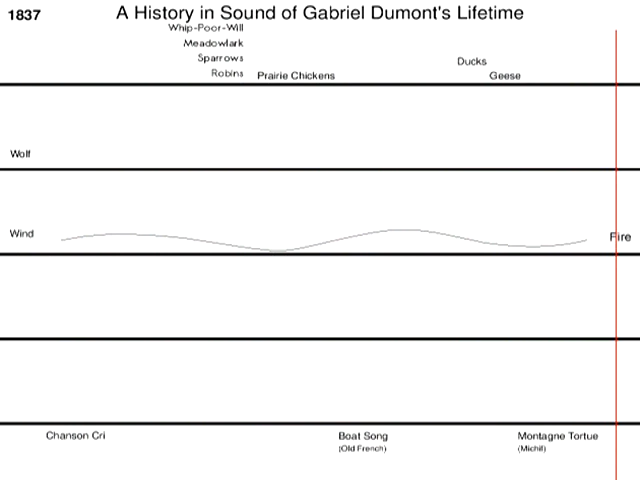 1837
A History in Sound of Gabriel Dumont's Lifetime
Whip-Poor-Will
Meadowlark
Sparrows
Robins
Prairie Chickens
Ducks
Geese
Wolf
Wind
Fire
Chanson Cri
Boat Song
(Old French)
Montagne Tortue
(Michif)